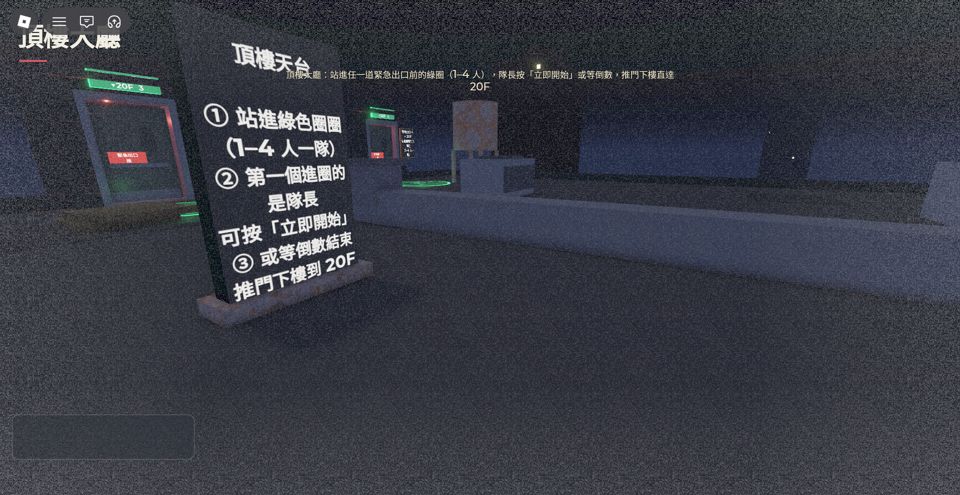 頂樓大廳
頂樓大廳：站進任一道緊急出口前的綠圈（1–4 人），隊長按「立即開始」或等倒數，推門下樓直達
20F
頂樓天台
① 站進綠色圈圈
（1–4 人一隊）
② 第一個進圈的
是隊長
可按「立即開始」
③ 或等倒數結束
推門下樓到 20F
20F 3
緊急出口